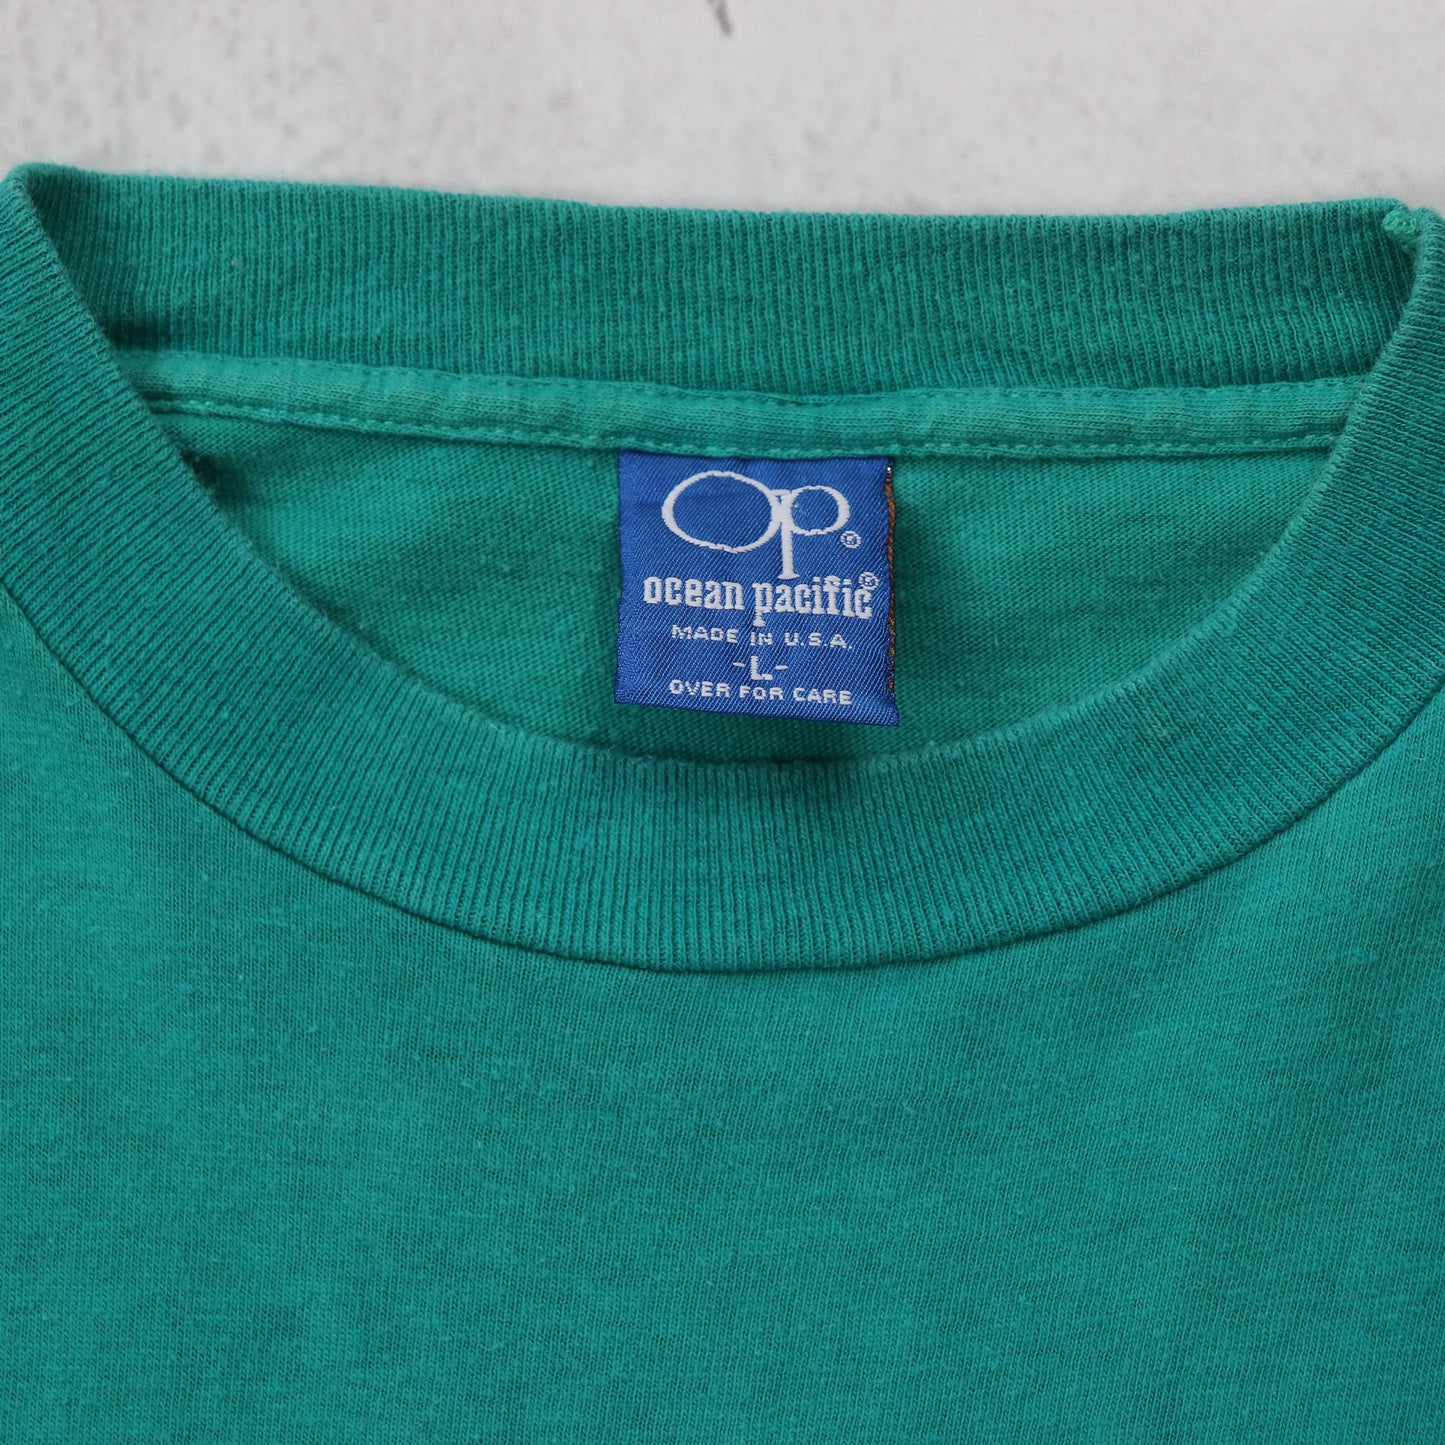 Op®
ocean pacific®
MADE IN U.S.A.
-L-
OVER FOR CARE